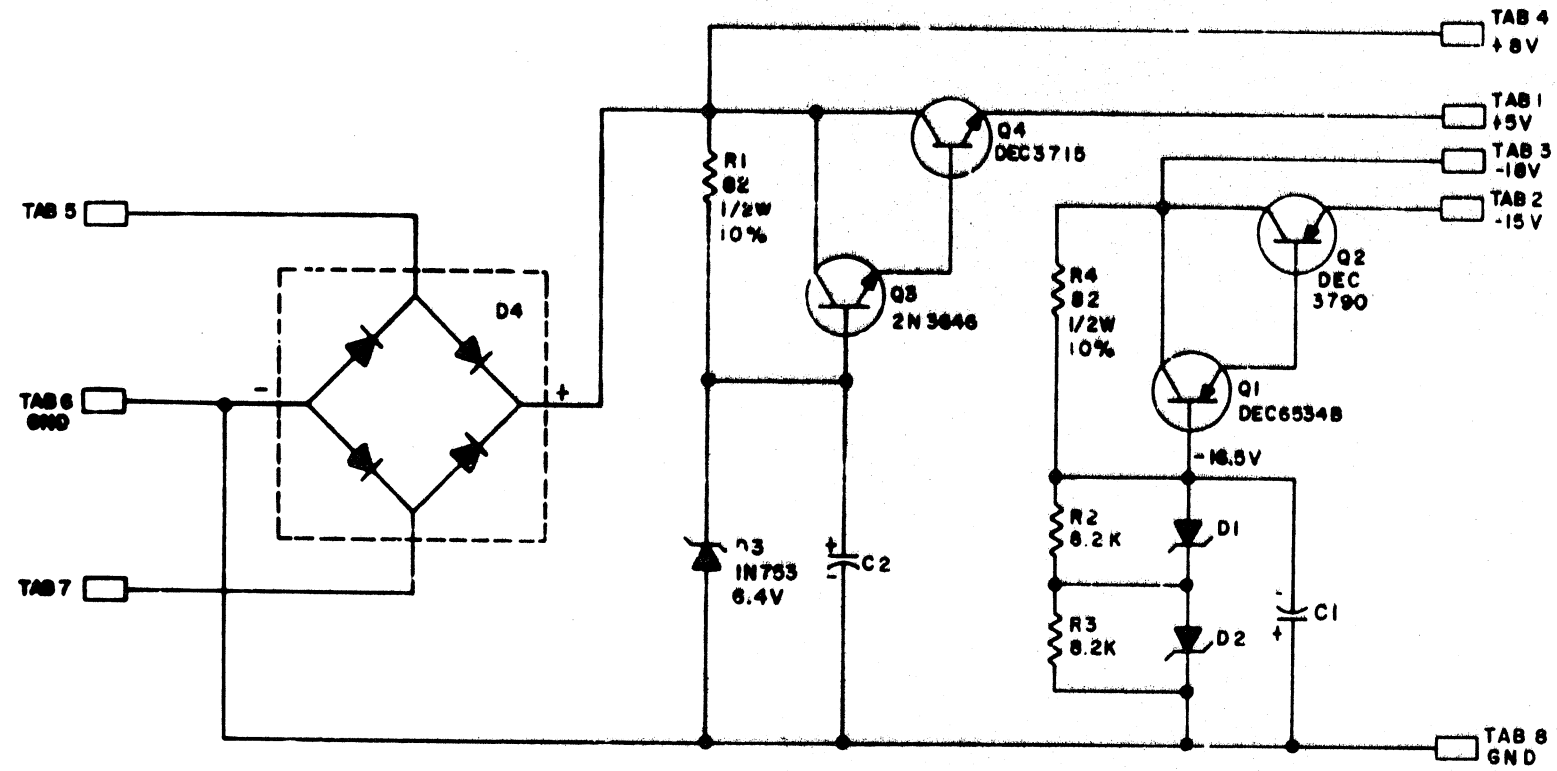 TAB 4
+8V
TAB 1
+5V
TAB 3
-18V
TAB 2
-15V
Q4
DEC3715
R1
82
1/2W
10%
TAB 5
D4
Q3
2N3646
R4
82
1/2W
10%
Q2
DEC
3790
-
+
TAB 6
GND
Q1
DEC6534B
-16.5V
R2
8.2K
D1
D3
1N753
6.4V
+
-
C2
TAB 7
R3
8.2K
D2
-
+
C1
TAB 8
GND